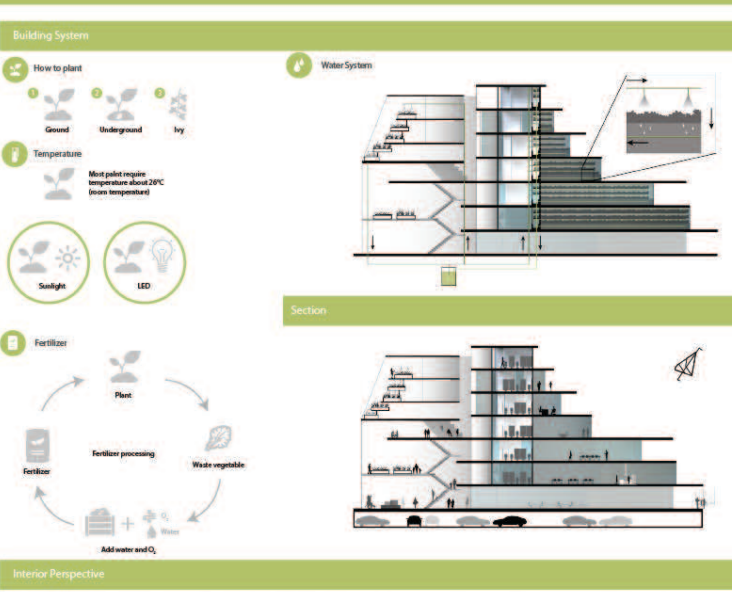 Building System
How to plant
1
2
3
Ground
Underground
Ivy
Temperature
Most palnt require
temperature about 26°C
(room temperature)
Sunlight
LED
Fertilizer
Plant
Fertilizer processing
Fertilizer
Waste vegetable
O₂
Water
Add water and O₂
Water System
Section
Interior Perspective